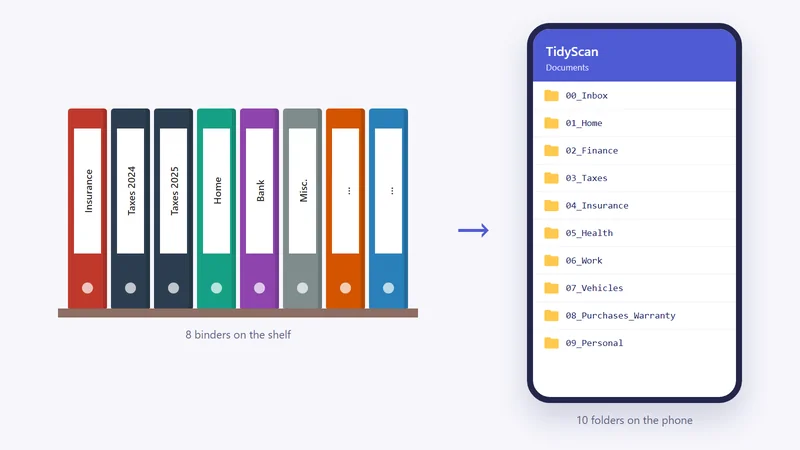 Insurance
Taxes 2024
Taxes 2025
Home
Bank
Misc.
...
...
8 binders on the shelf
→
TidyScan
Documents
00_Inbox
01_Home
02_Finance
03_Taxes
04_Insurance
05_Health
06_Work
07_Vehicles
08_Purchases_Warranty
09_Personal
10 folders on the phone